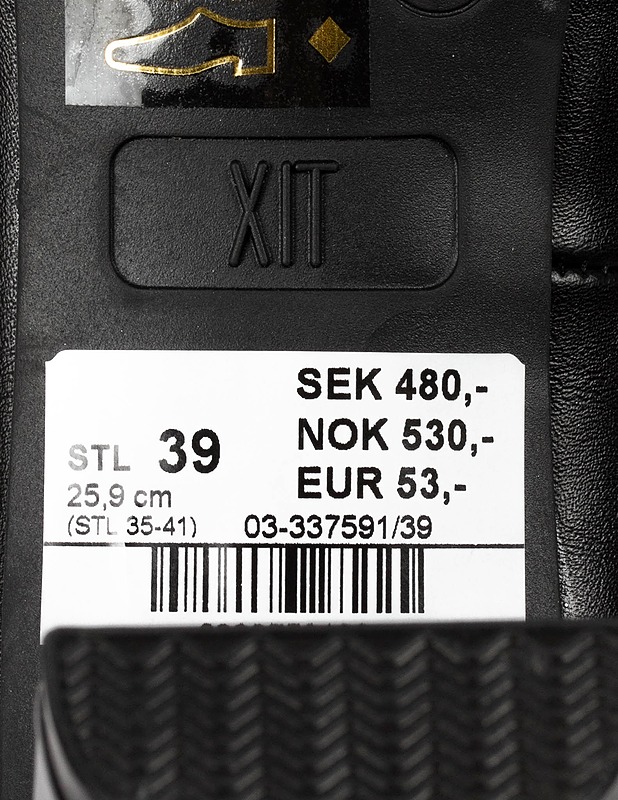 XIT
SEK 480,-
NOK 530,-
EUR 53,-
STL 39
25,9 cm
(STL 35-41) 03-337591/39